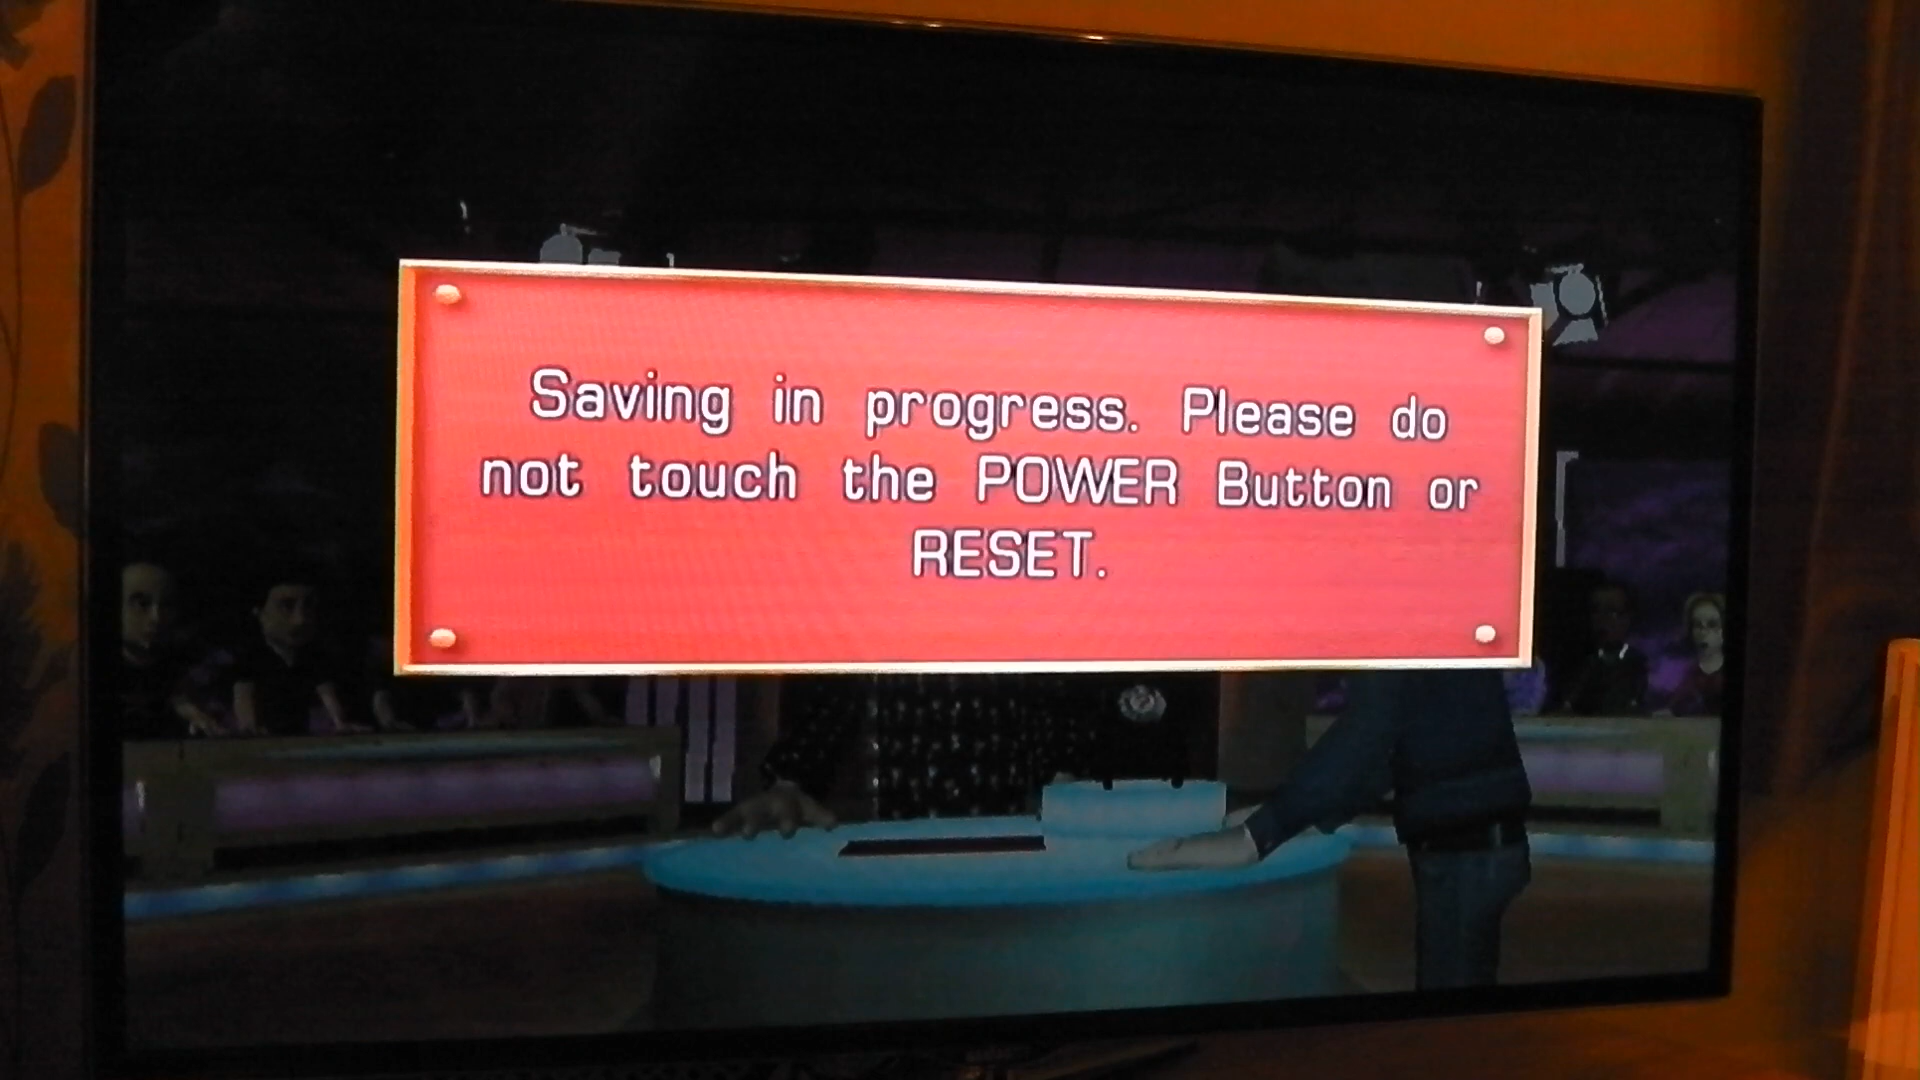 Saving in progress. Please do
not touch the POWER Button or
RESET.